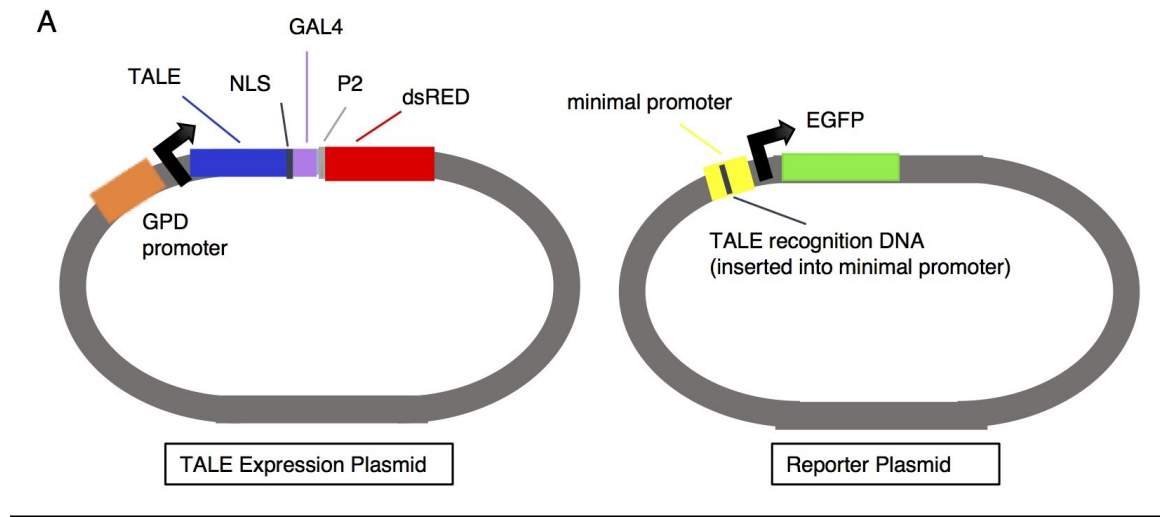 A
GAL4
TALE
NLS
P2
dsRED
GPD
promoter
TALE Expression Plasmid
minimal promoter
EGFP
TALE recognition DNA
(inserted into minimal promoter)
Reporter Plasmid